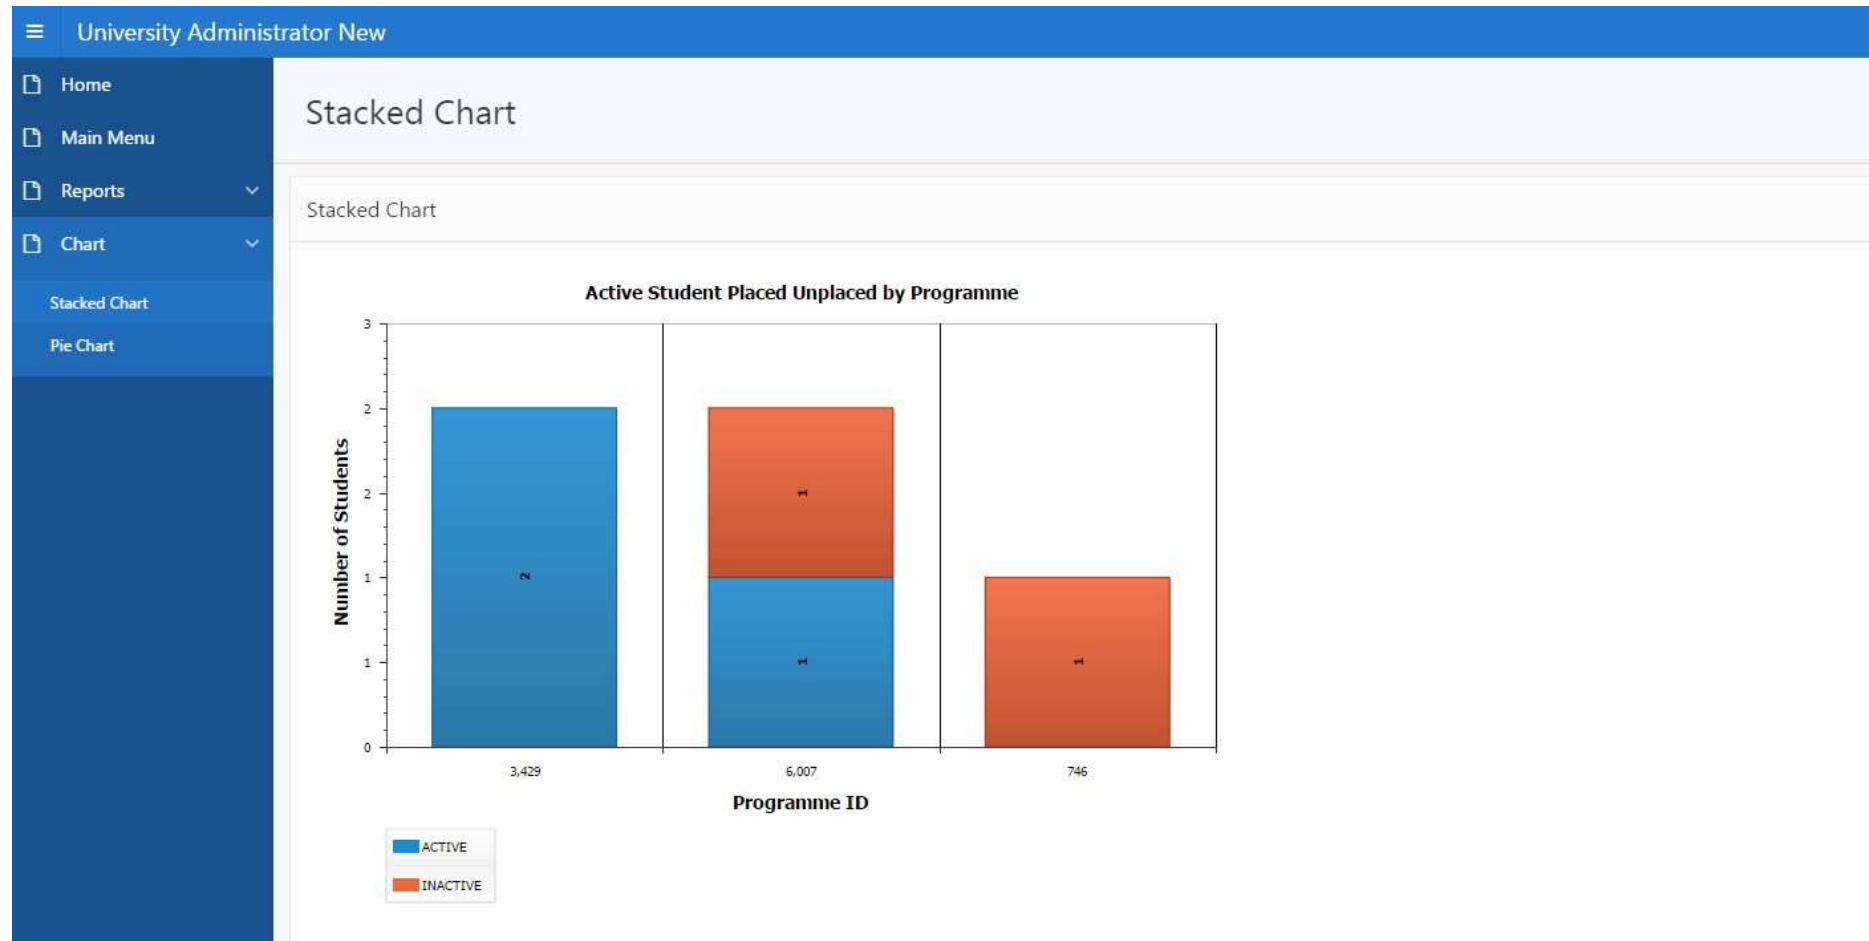 University Administrator New
Home
Main Menu
Reports
Chart
Stacked Chart
Pie Chart
Stacked Chart
Stacked Chart
Active Student Placed Unplaced by Programme
Number of Students
3
2
2
1
1
0
2
1
1
1
3,429 6,007 746
Programme ID
ACTIVE
INACTIVE